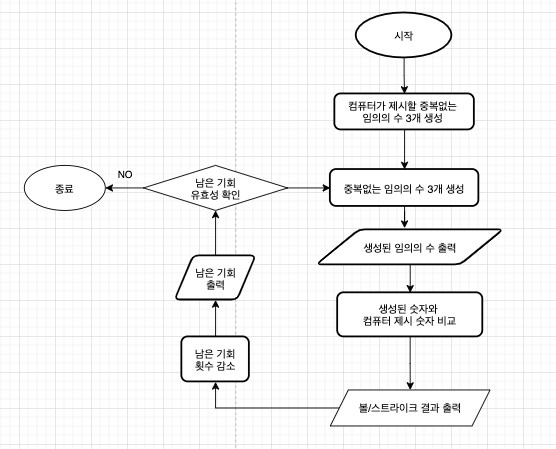 시작
컴퓨터가 제시할 중복없는
임의의 수 3개 생성
NO
종료
남은 기회
유효성 확인
중복없는 임의의 수 3개 생성
생성된 임의의 수 출력
남은 기회
출력
생성된 숫자와
컴퓨터 제시 숫자 비교
남은 기회
횟수 감소
볼/스트라이크 결과 출력